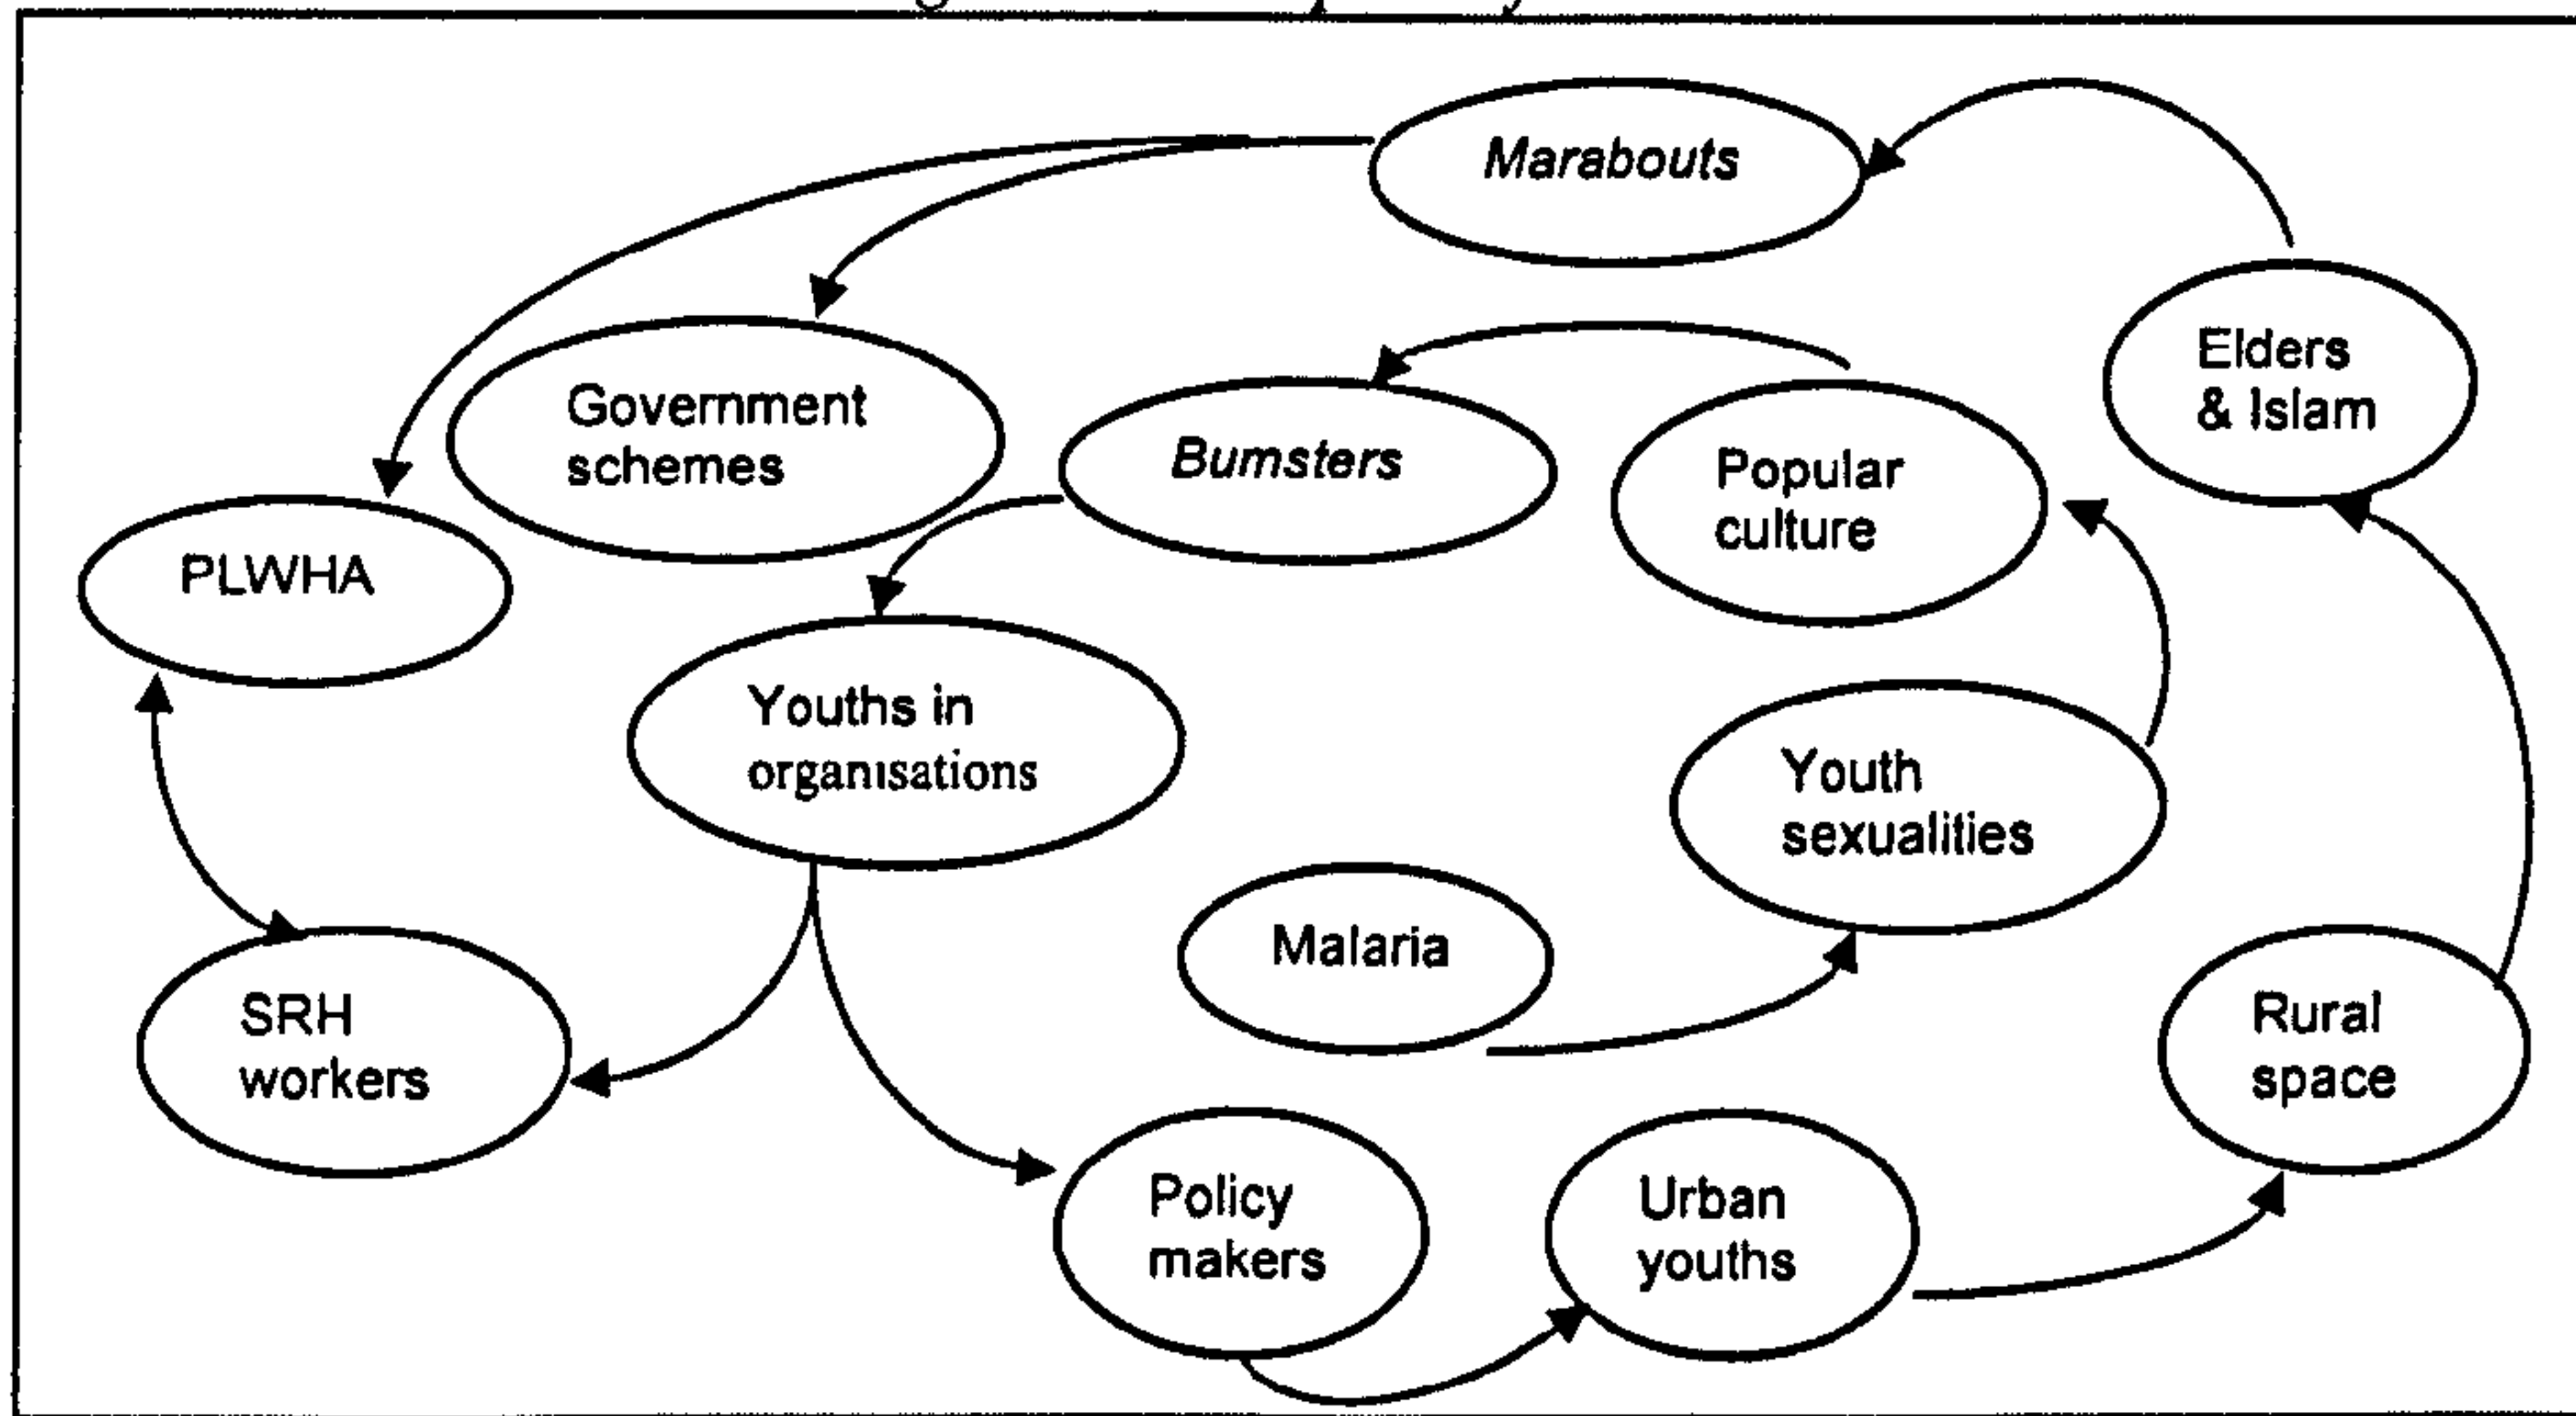 Marabouts
Elders
& Islam
Government
schemes
Bumsters
Popular
culture
PLWHA
Youths in
organisations
Youth
sexualities
Malaria
SRH
workers
Rural
space
Policy
makers
Urban
youths